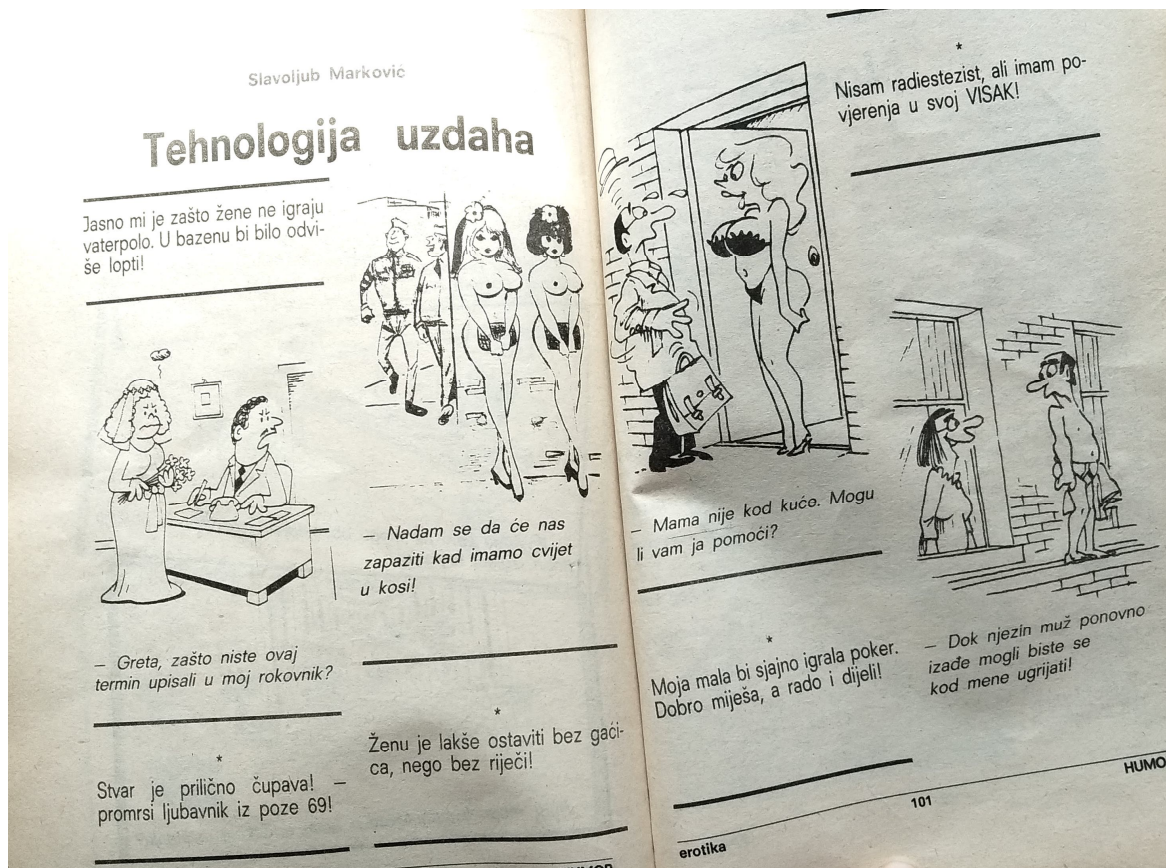 Slavoljub Marković
Tehnologija uzdaha
Jasno mi je zašto žene ne igraju
vaterpolo. U bazenu bi bilo odvi-
še lopti!
– Greta, zašto niste ovaj
termin upisali u moj rokovnik?
*
Stvar je prilično čupava! –
promrsi ljubavnik iz poze 69!
– Nadam se da će nas
zapaziti kad imamo cvijet
u kosi!
*
Ženu je lakše ostaviti bez gaći-
ca, nego bez riječi!
– Mama nije kod kuće. Mogu
li vam ja pomoći?
*
Moja mala bi sjajno igrala poker.
Dobro miješa, a rado i dijeli!
*
Nisam radiestezist, ali imam po-
vjerenja u svoj VISAK!
– Dok njezin muž ponovno
izađe mogli biste se
kod mene ugrijati!
erotika
101
HUMO